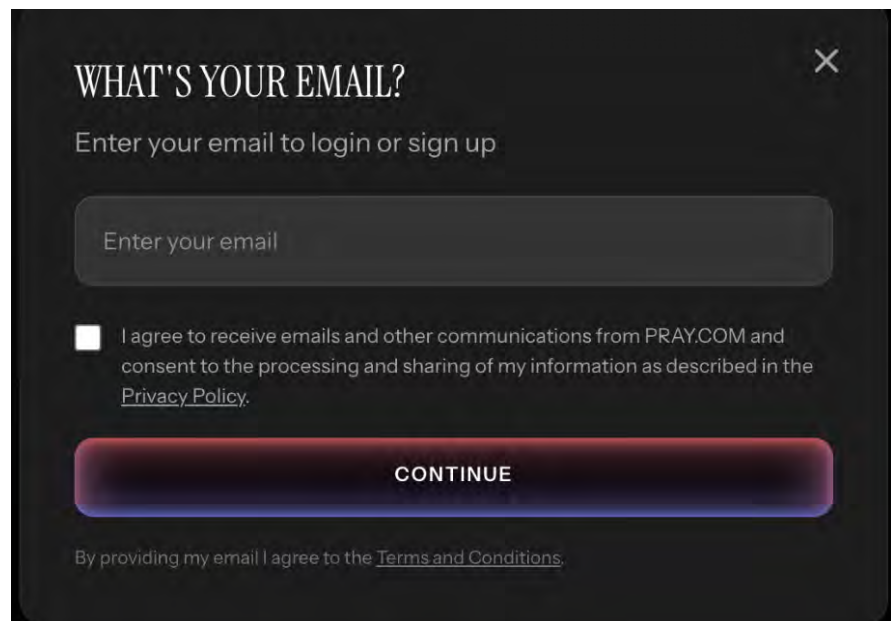 WHAT'S YOUR EMAIL?
Enter your email to login or sign up
Enter your email
I agree to receive emails and other communications from PRAY.COM and
consent to the processing and sharing of my information as described in the
Privacy Policy.
CONTINUE
By providing my email I agree to the Terms and Conditions.